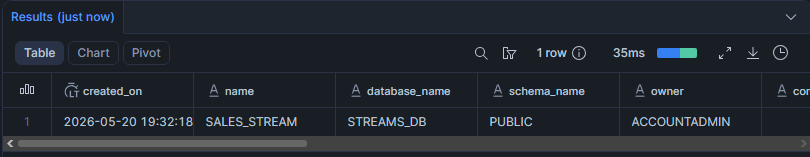 Results (just now)
Table Chart Pivot 1 row 35ms
created_on name database_name schema_name owner con
1 2026-05-20 19:32:18 SALES_STREAM STREAMS_DB PUBLIC ACCOUNTADMIN